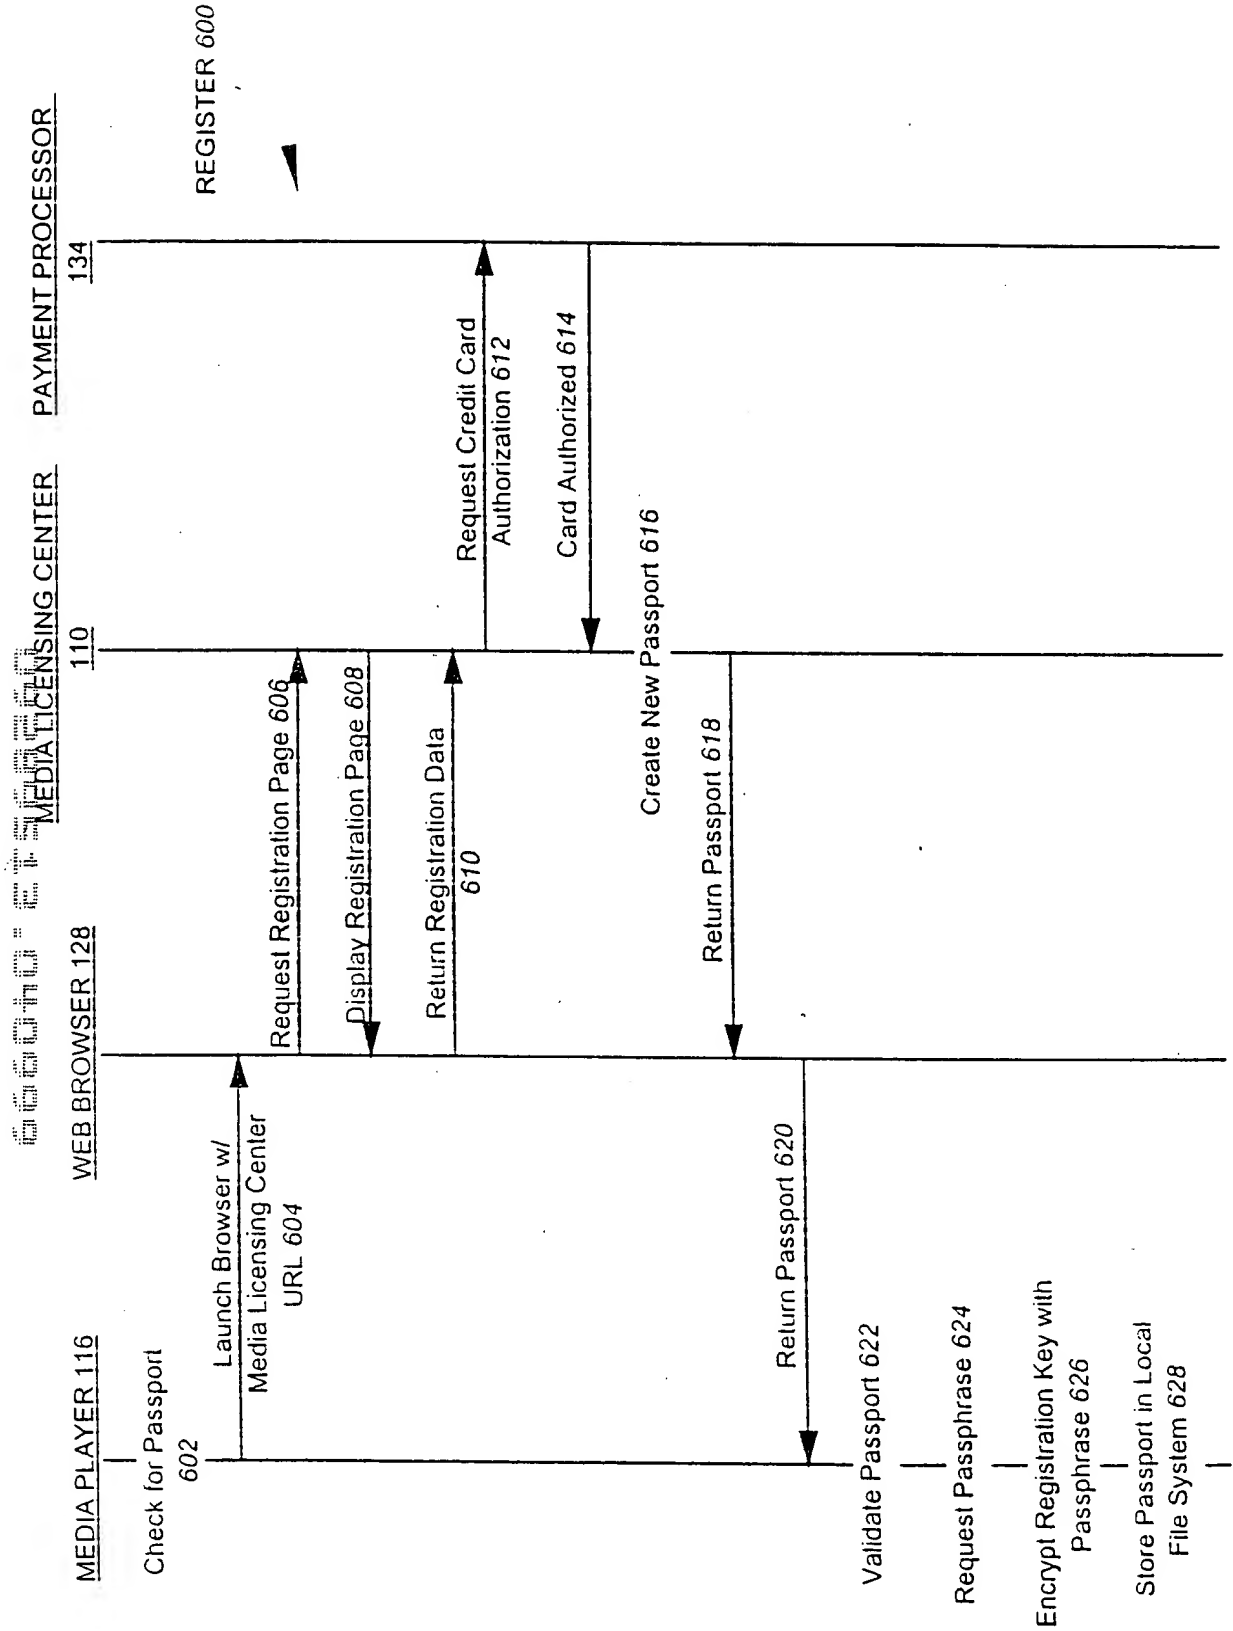 MEDIA PLAYER 116
WEB BROWSER 128
MEDIA LICENSING CENTER
110
PAYMENT PROCESSOR
134
REGISTER 600
Check for Passport
602
Launch Browser w/
Media Licensing Center
URL 604
Request Registration Page 606
Display Registration Page 608
Return Registration Data
610
Request Credit Card
Authorization 612
Card Authorized 614
Create New Passport 616
Return Passport 618
Return Passport 620
Validate Passport 622
Request Passphrase 624
Encrypt Registration Key with
Passphrase 626
Store Passport in Local
File System 628